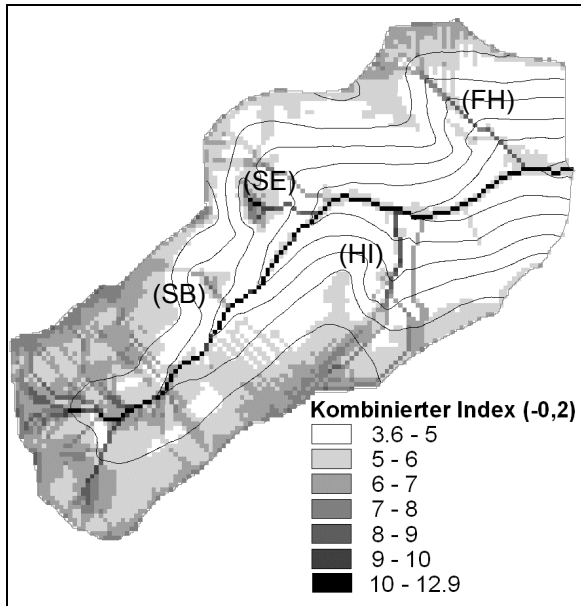 (FH)
(SE)
(HI)
(SB)
Kombinierter Index (-0,2)
3.6 - 5
5 - 6
6 - 7
7 - 8
8 - 9
9 - 10
10 - 12.9